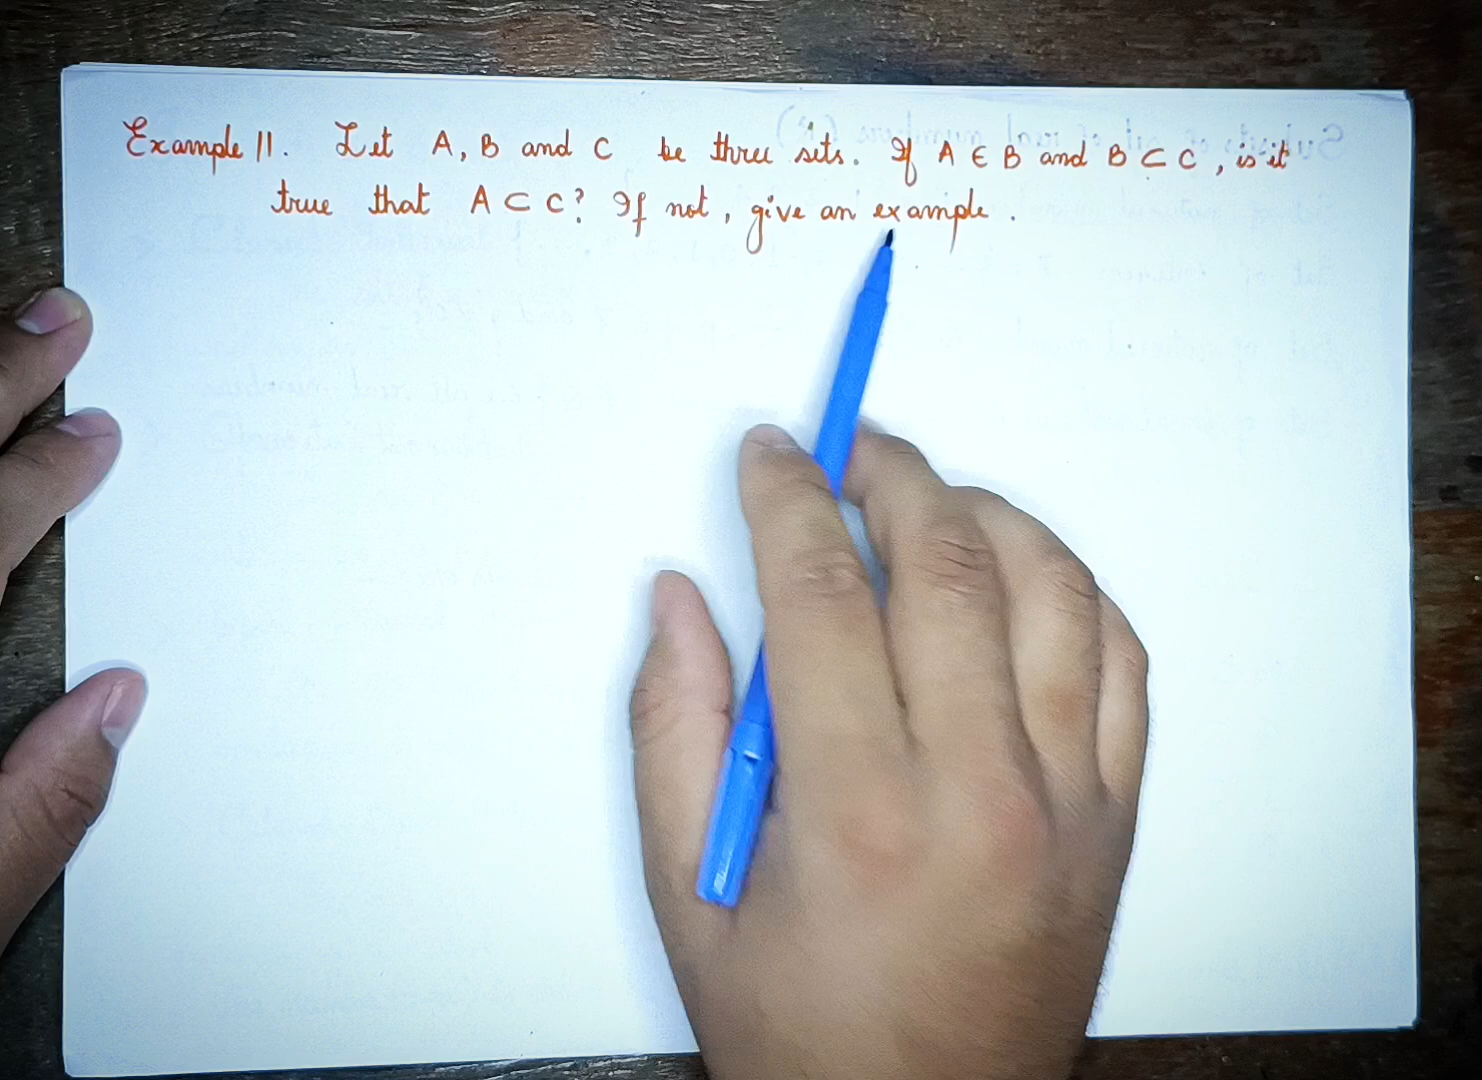 Example 11. Let A, B and C be three sets. If A ∈ B and B ⊂ C, is it
true that A ⊂ C? If not, give an example.